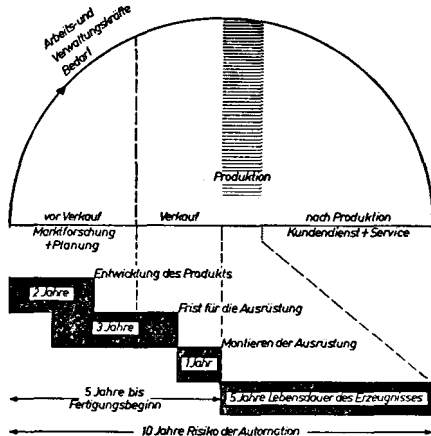 Arbeits-und
Verwaltungskräfte
Bedarf
Produktion
vor Verkauf
Verkauf
nach Produktion
Marktforschung
+Planung
Kundendienst + Service
Entwicklung des Produkts
2 Jahre
Frist für die Ausrüstung
3 Jahre
Montieren der Ausrüstung
1 Jahr
5 Jahre bis
Fertigungsbeginn
5 Jahre Lebensdauer des Erzeugnisses
10 Jahre Risiko der Automation